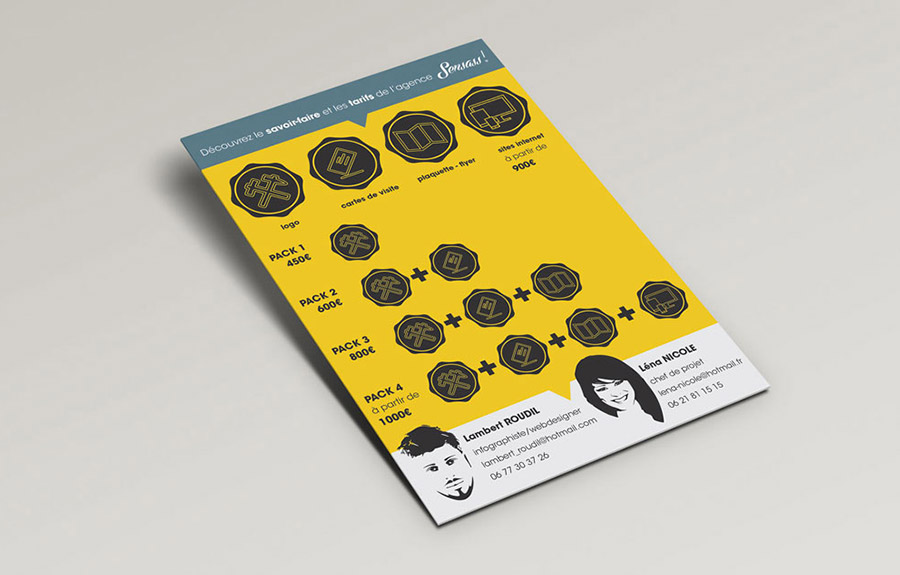 Découvrez le savoir-faire et les tarifs de l'agence Sensass!
logo
cartes de visite
plaquette - flyer
sites internet
à partir de
900€
PACK 1
450€
PACK 2
600€
PACK 3
800€
PACK 4
à partir de
1000€
Lambert ROUDIL
infographiste/webdesigner
lambert_roudil@hotmail.com
06 77 30 37 26
Léna NICOLE
chef de projet
lena-nicole@hotmail.fr
06 21 81 15 15